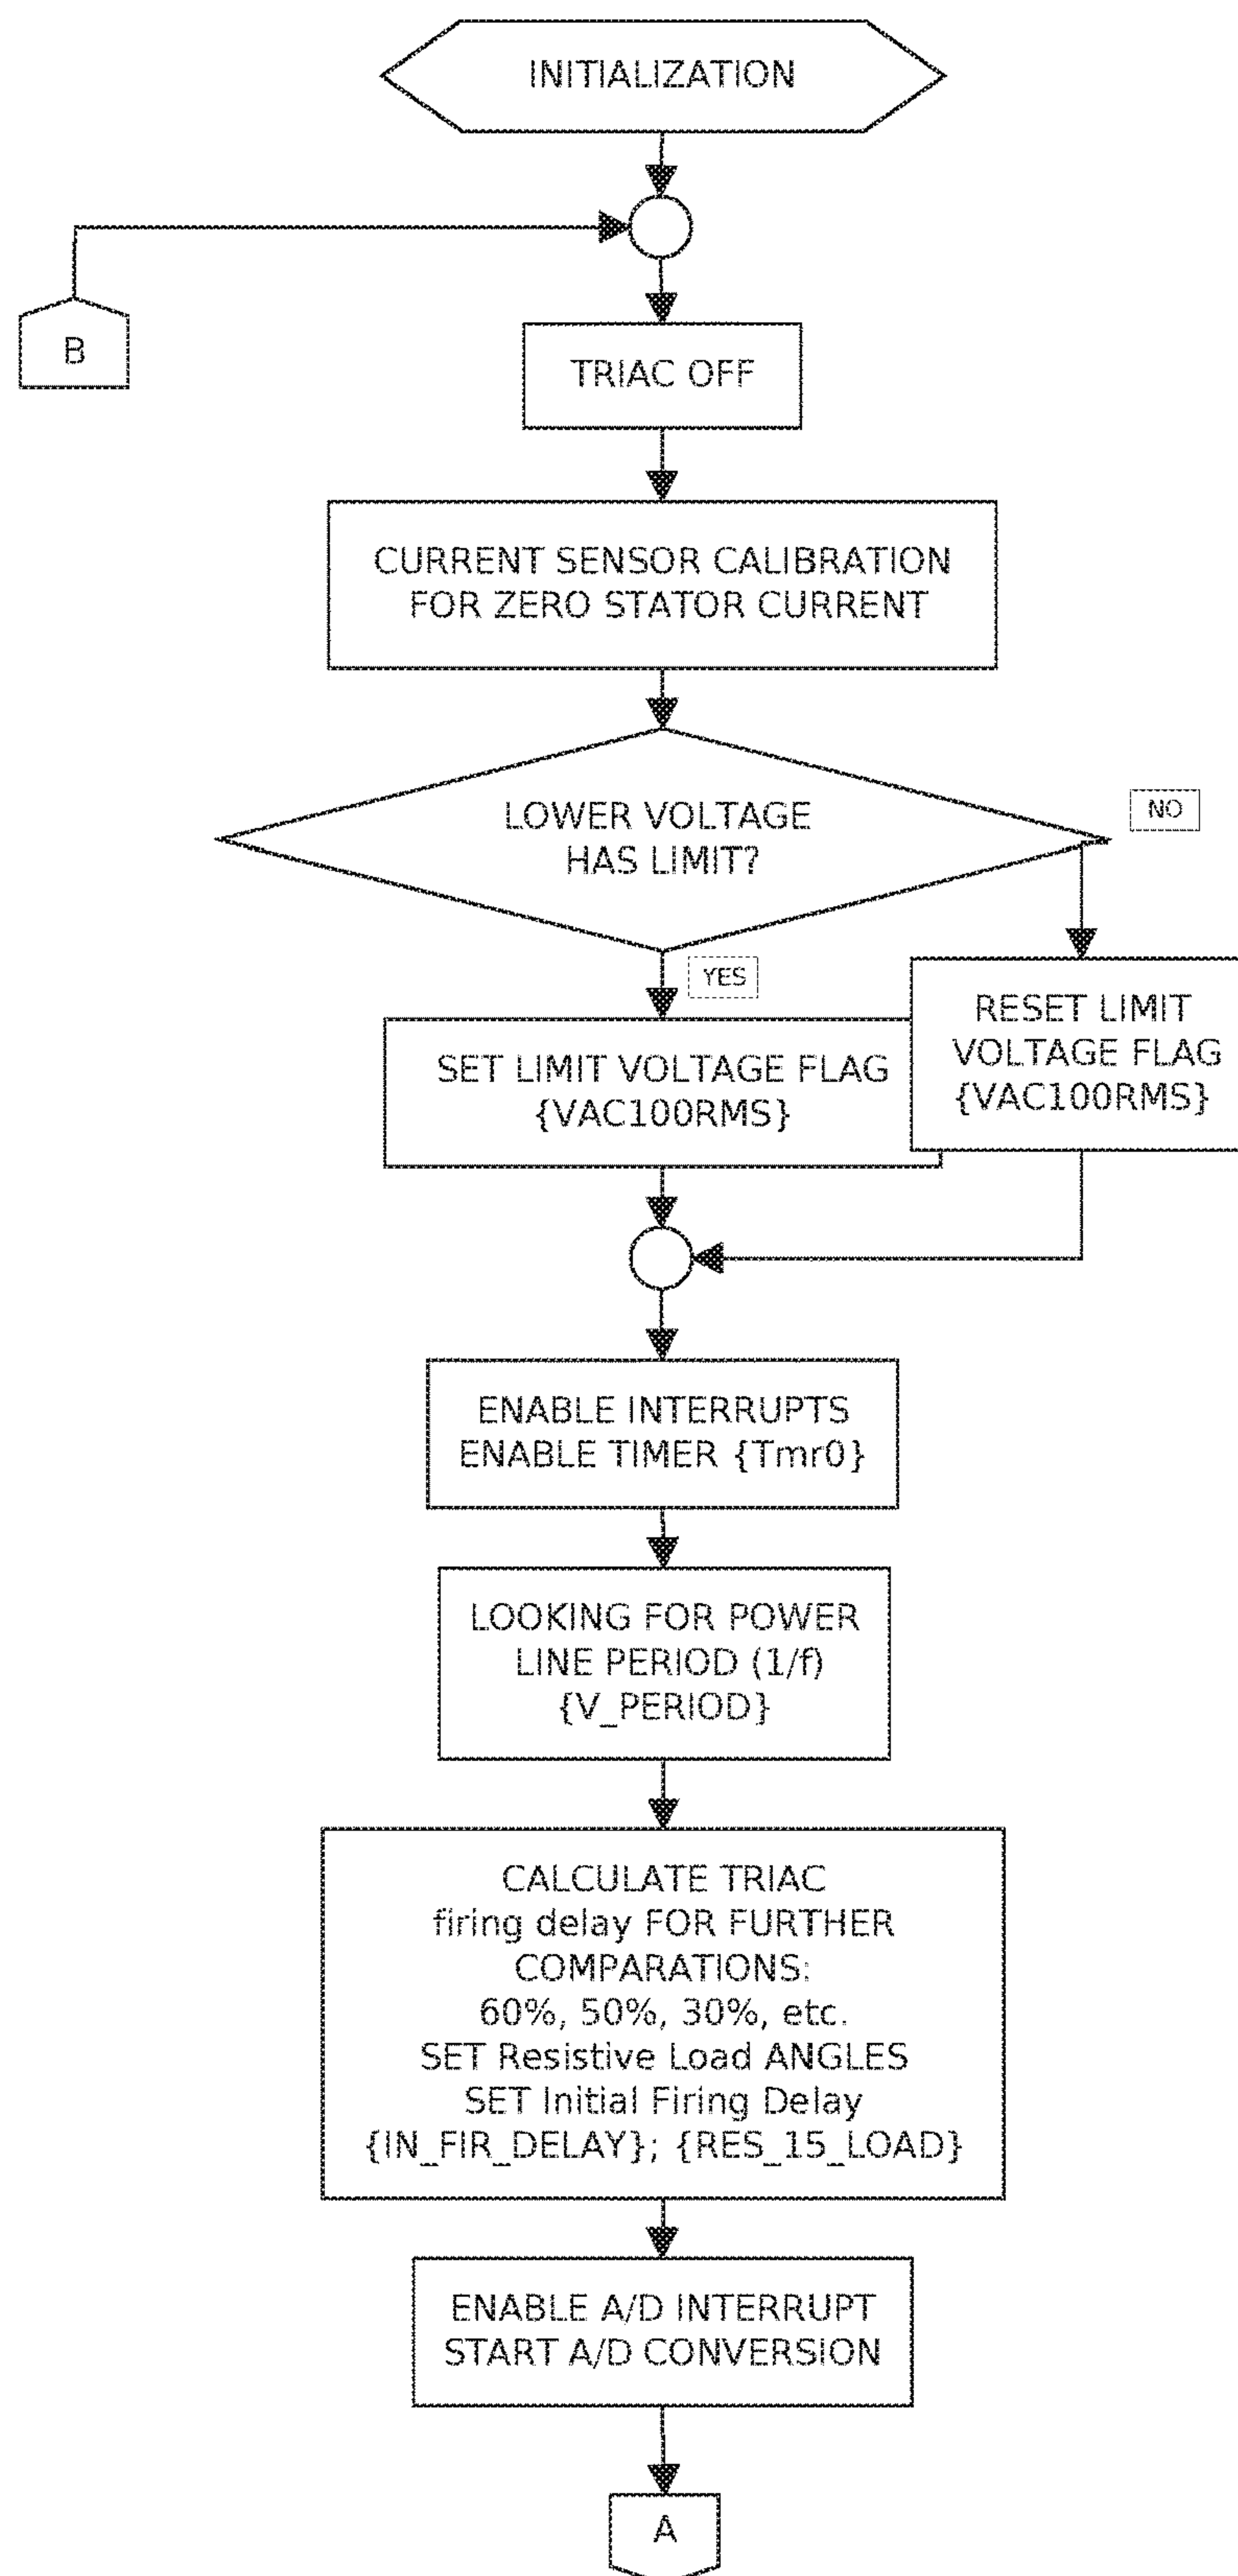 INITIALIZATION
B
TRIAC OFF
CURRENT SENSOR CALIBRATION
FOR ZERO STATOR CURRENT
LOWER VOLTAGE
HAS LIMIT?
NO
YES
SET LIMIT VOLTAGE FLAG
{VAC100RMS}
RESET LIMIT
VOLTAGE FLAG
{VAC100RMS}
ENABLE INTERRUPTS
ENABLE TIMER {Tmr0}
LOOKING FOR POWER
LINE PERIOD (1/f)
{V_PERIOD}
CALCULATE TRIAC
firing delay FOR FURTHER
COMPARATIONS:
60%, 50%, 30%, etc.
SET Resistive Load ANGLES
SET Initial Firing Delay
{IN_FIR_DELAY}; {RES_15_LOAD}
ENABLE A/D INTERRUPT
START A/D CONVERSION
A